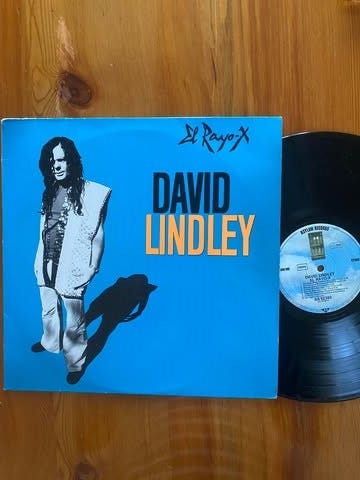 El Rayo-X
DAVID
LINDLEY
ASYLUM RECORDS
DAVID LINDLEY
EL RAYO-X